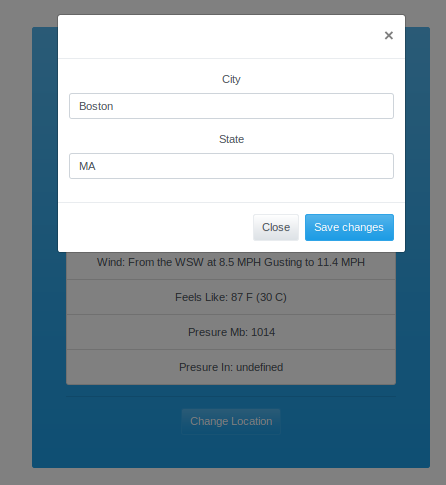 ×
City
Boston
State
MA
Close Save changes
Wind: From the WSW at 8.5 MPH Gusting to 11.4 MPH
Feels Like: 87 F (30 C)
Presure Mb: 1014
Presure In: undefined
Change Location